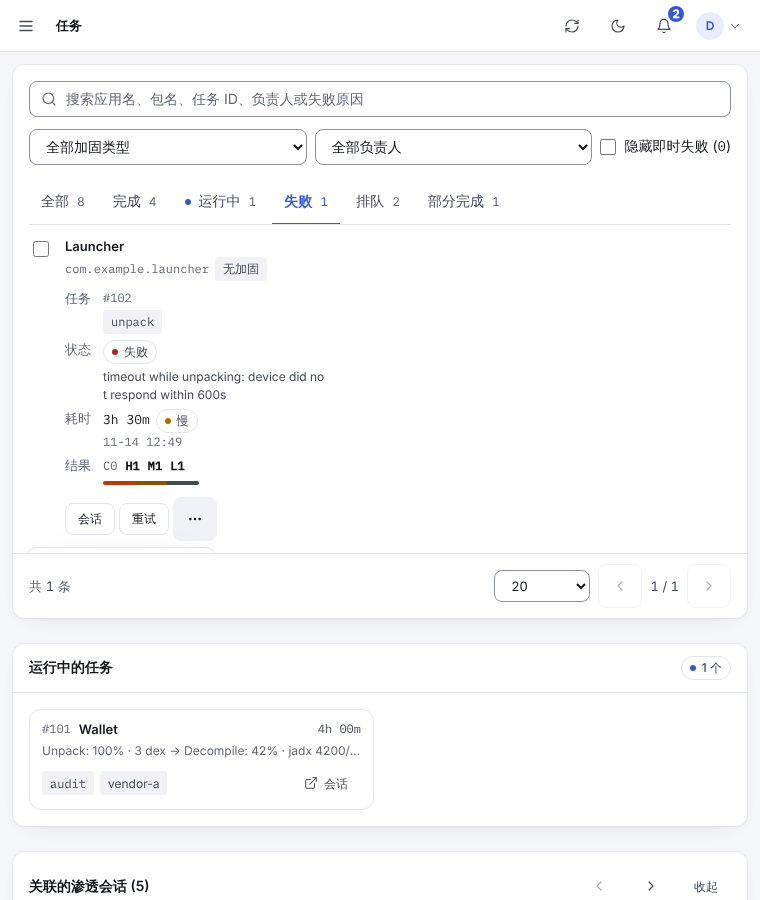 任务
2
D
搜索应用名、包名、任务 ID、负责人或失败原因
全部加固类型
全部负责人
隐藏即时失败 (0)
全部 8
完成 4
运行中 1
失败 1
排队 2
部分完成 1
Launcher
com.example.launcher 无加固
任务 #102
unpack
状态 失败
timeout while unpacking: device did no
t respond within 600s
耗时 3h 30m 慢
11-14 12:49
结果 C0 H1 M1 L1
会话 重试 ···
共 1 条
20
1 / 1
运行中的任务
1 个
#101 Wallet 4h 00m
Unpack: 100% · 3 dex → Decompile: 42% · jadx 4200/...
audit vendor-a 会话
关联的渗透会话 (5)
收起